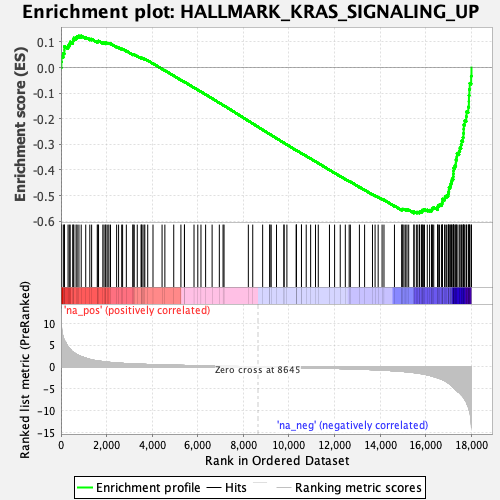 Enrichment plot: HALLMARK_KRAS_SIGNALING_UP
Enrichment score (ES)
0.1
0.0
-0.1
-0.2
-0.3
-0.4
-0.5
-0.6
'na_pos' (positively correlated)
Ranked list metric (PreRanked)
10
5
0
-5
-10
-15
Zero cross at 8645
'na_neg' (negatively correlated)
0
2,000
4,000
6,000
8,000
10,000
12,000
14,000
16,000
18,000
Rank in Ordered Dataset
Enrichment profile
Hits
Ranking metric scores